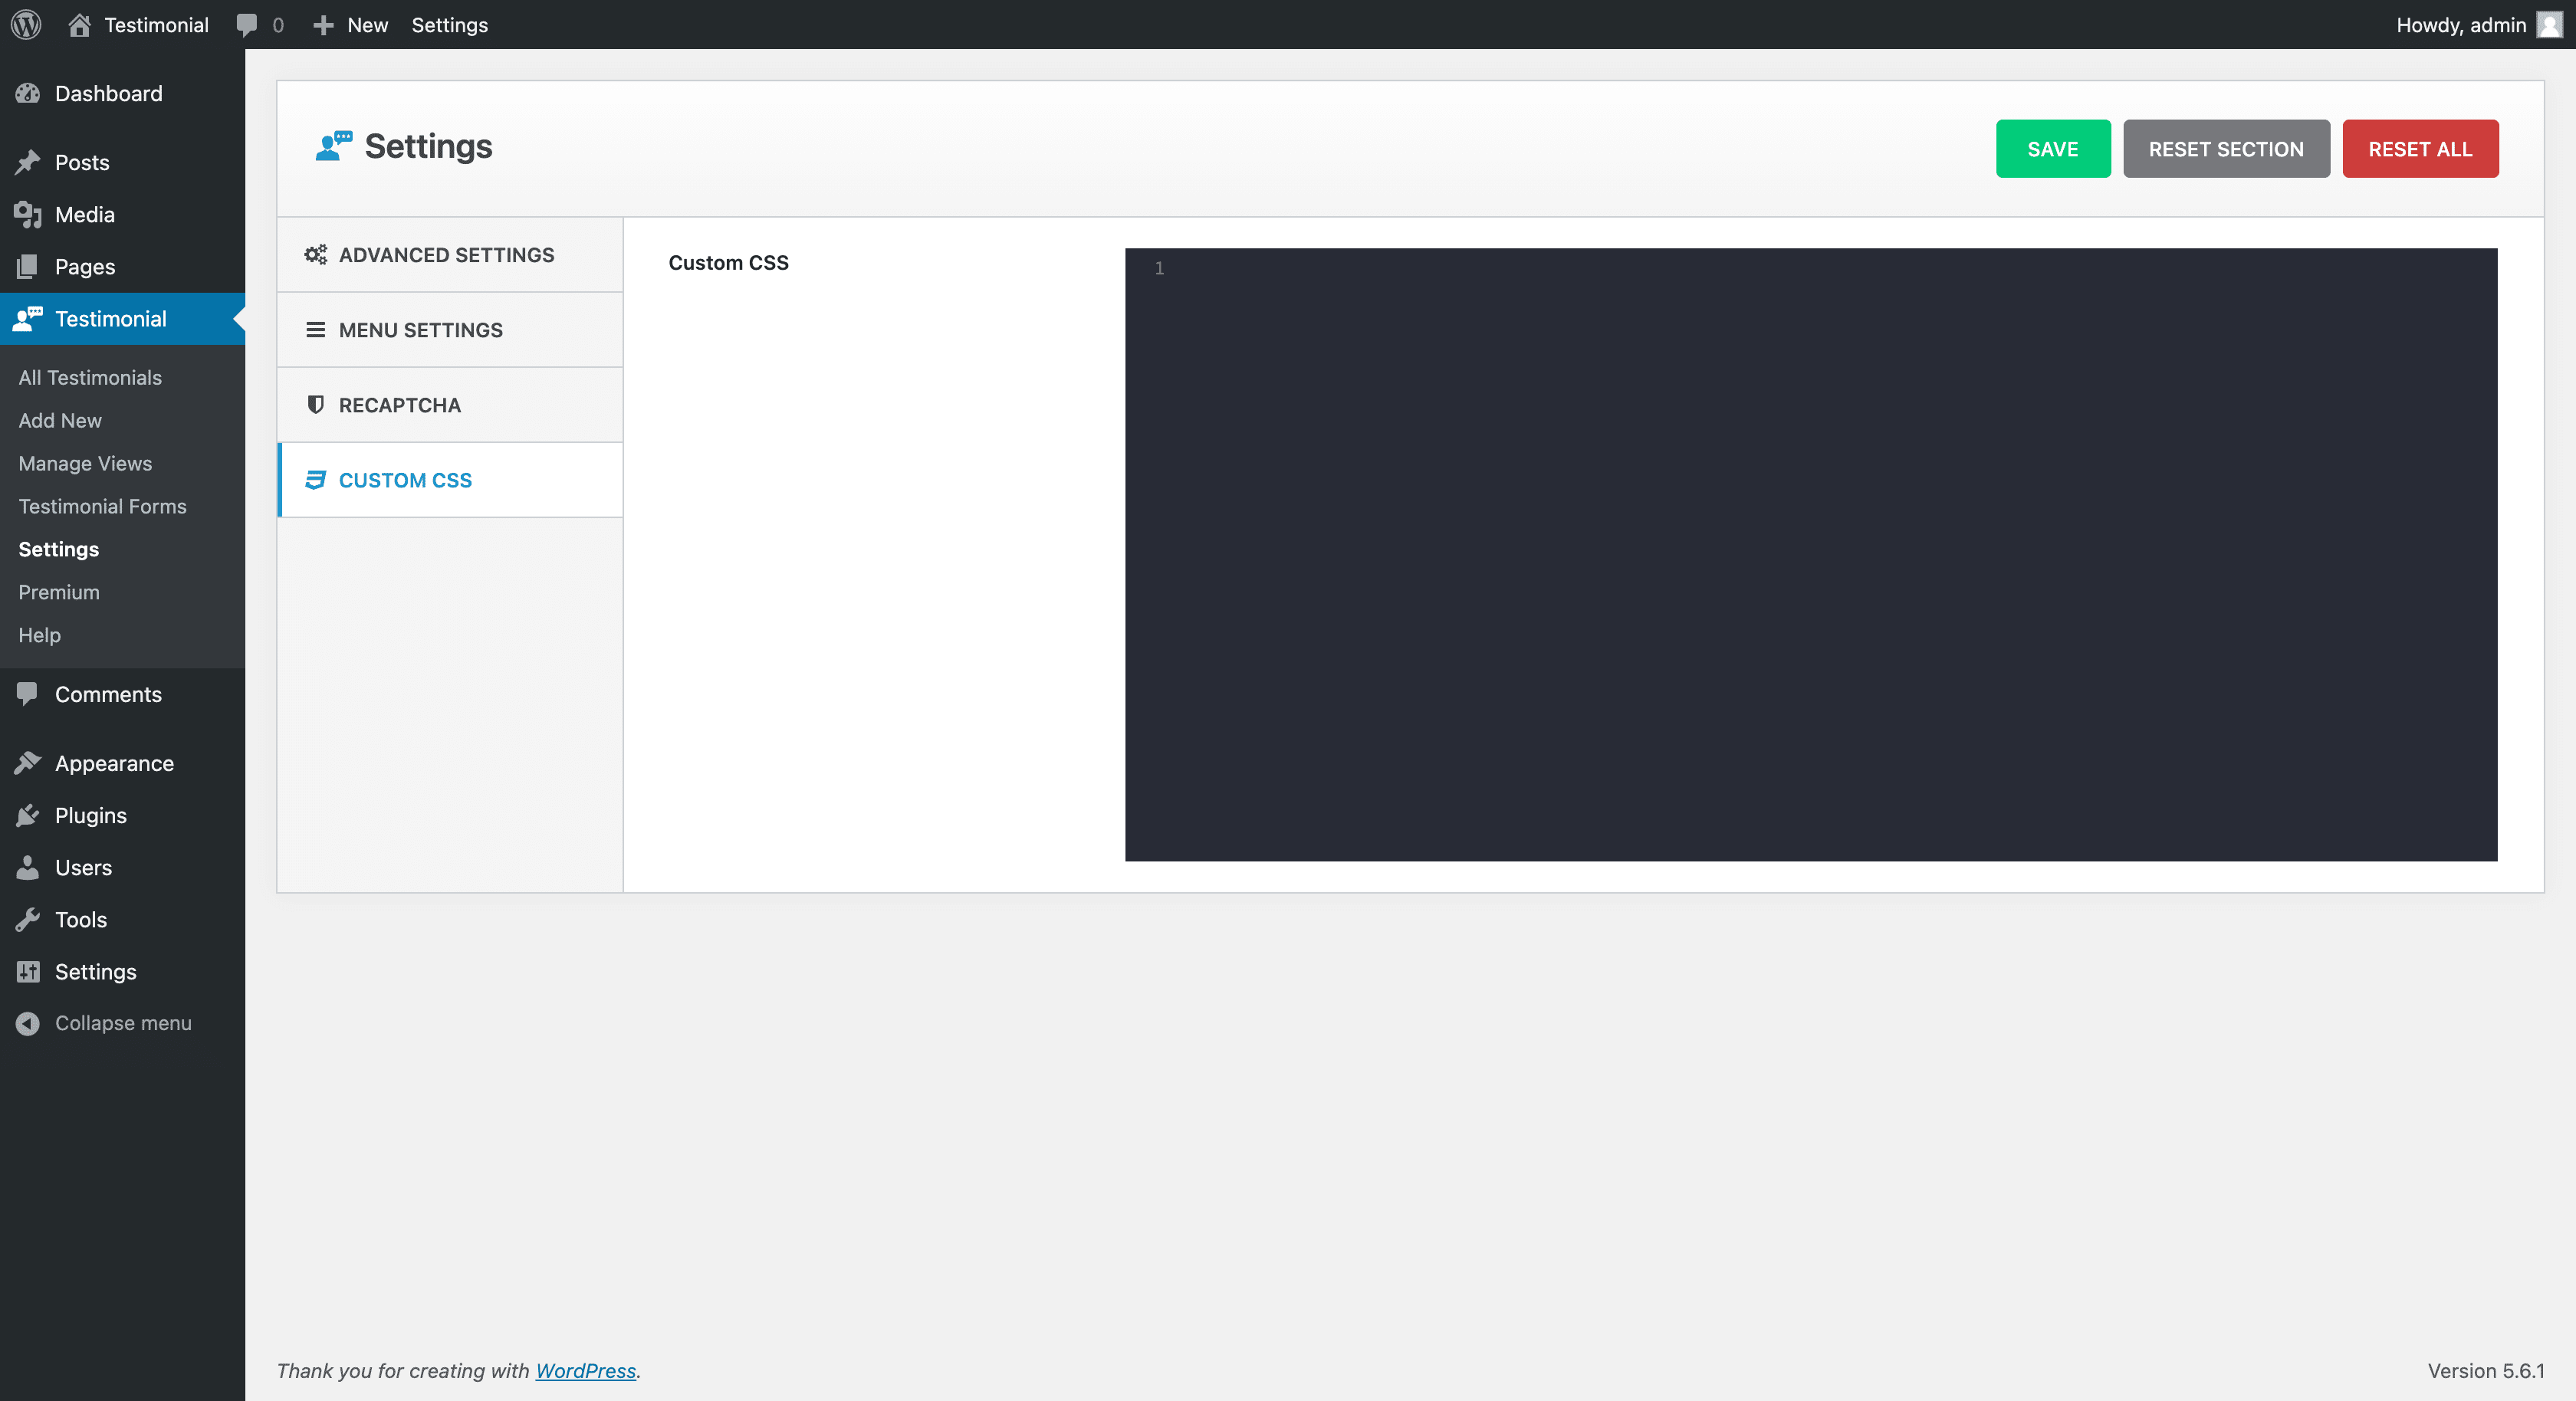 Testimonial 0 New Settings Howdy, admin
Dashboard
Posts
Media
Pages
Testimonial
All Testimonials
Add New
Manage Views
Testimonial Forms
Settings
Premium
Help
Comments
Appearance
Plugins
Users
Tools
Settings
Collapse menu
Settings
SAVE RESET SECTION RESET ALL
ADVANCED SETTINGS
MENU SETTINGS
RECAPTCHA
CUSTOM CSS
Custom CSS
1
Thank you for creating with WordPress.
Version 5.6.1